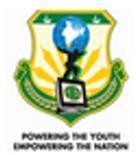 POWERING THE YOUTH
EMPOWERING THE NATION